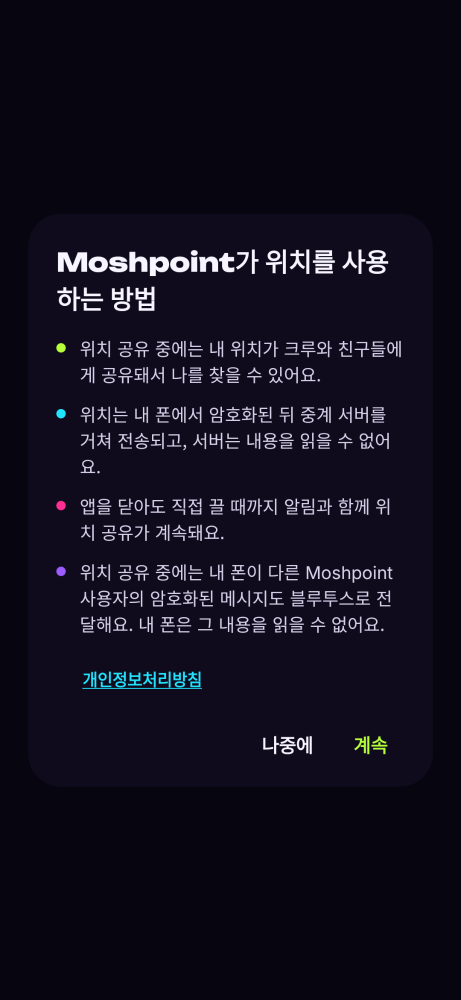 Moshpoint가 위치를 사용
하는 방법
위치 공유 중에는 내 위치가 크루와 친구들에
게 공유돼서 나를 찾을 수 있어요.
위치는 내 폰에서 암호화된 뒤 중계 서버를
거쳐 전송되고, 서버는 내용을 읽을 수 없어
요.
앱을 닫아도 직접 끌 때까지 알림과 함께 위
치 공유가 계속돼요.
위치 공유 중에는 내 폰이 다른 Moshpoint
사용자의 암호화된 메시지도 블루투스로 전
달해요. 내 폰은 그 내용을 읽을 수 없어요.
개인정보처리방침
나중에 계속